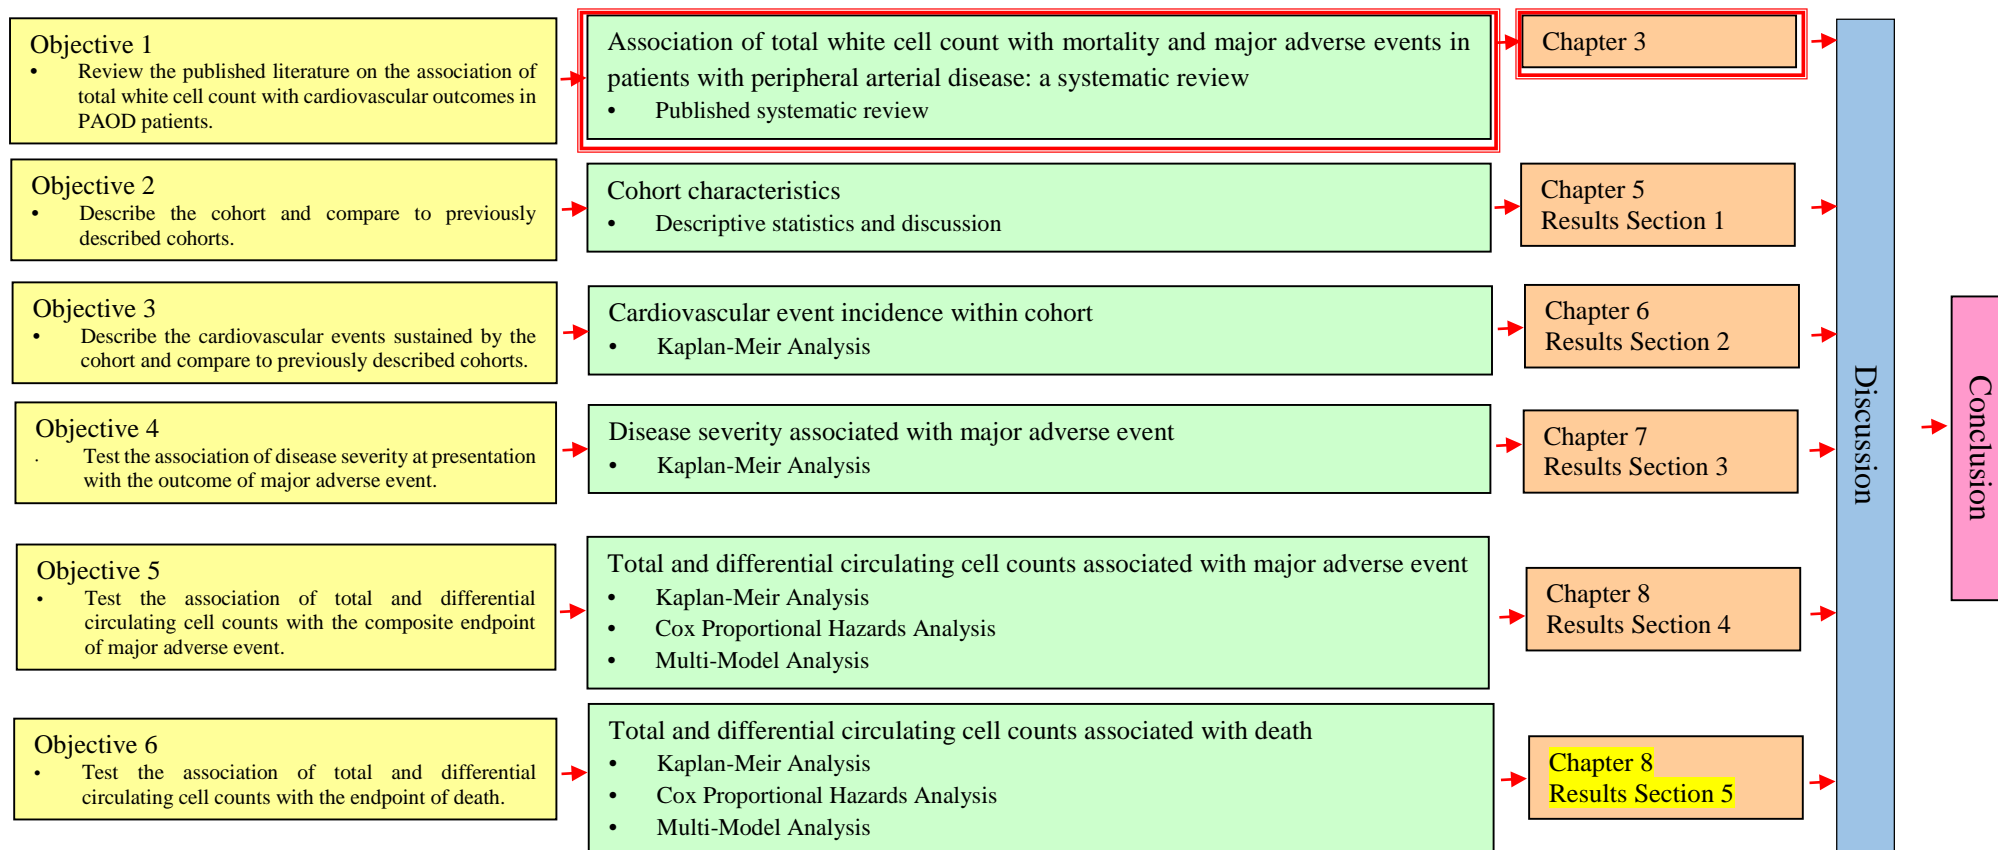 Objective 1
• Review the published literature on the association of
total white cell count with cardiovascular outcomes in
PAOD patients.
Association of total white cell count with mortality and major adverse events in
patients with peripheral arterial disease: a systematic review
• Published systematic review
Chapter 3
Objective 2
• Describe the cohort and compare to previously
described cohorts.
Cohort characteristics
• Descriptive statistics and discussion
Chapter 5
Results Section 1
Objective 3
• Describe the cardiovascular events sustained by the
cohort and compare to previously described cohorts.
Cardiovascular event incidence within cohort
• Kaplan-Meir Analysis
Chapter 6
Results Section 2
Objective 4
. Test the association of disease severity at presentation
with the outcome of major adverse event.
Disease severity associated with major adverse event
• Kaplan-Meir Analysis
Chapter 7
Results Section 3
Objective 5
• Test the association of total and differential
circulating cell counts with the composite endpoint
of major adverse event.
Total and differential circulating cell counts associated with major adverse event
• Kaplan-Meir Analysis
• Cox Proportional Hazards Analysis
• Multi-Model Analysis
Chapter 8
Results Section 4
Objective 6
• Test the association of total and differential
circulating cell counts with the endpoint of death.
Total and differential circulating cell counts associated with death
• Kaplan-Meir Analysis
• Cox Proportional Hazards Analysis
• Multi-Model Analysis
Chapter 8
Results Section 5
Discussion
Conclusion